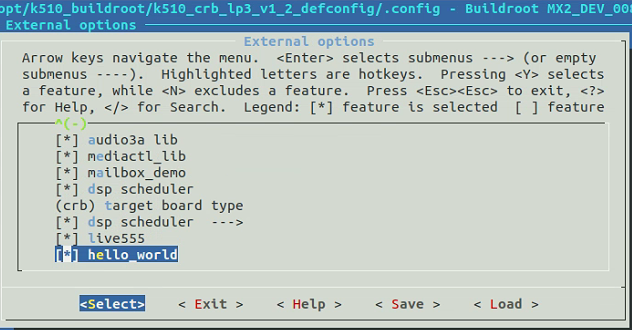 opt/k510_buildroot/k510_crb_lp3_v1_2_defconfig/.config - Buildroot MX2_DEV_008
External options
External options
Arrow keys navigate the menu. <Enter> selects submenus ---> (or empty
submenus ----). Highlighted letters are hotkeys. Pressing <Y> selects
a feature, while <N> excludes a feature. Press <Esc><Esc> to exit, <?>
for Help, </> for Search. Legend: [*] feature is selected [ ] feature
^(-)
[*] audio3a lib
[*] mediactl_lib
[*] mailbox_demo
[*] dsp scheduler
(crb) target board type
[*] dsp scheduler --->
[*] live555
[*] hello_world
<Select> < Exit > < Help > < Save > < Load >